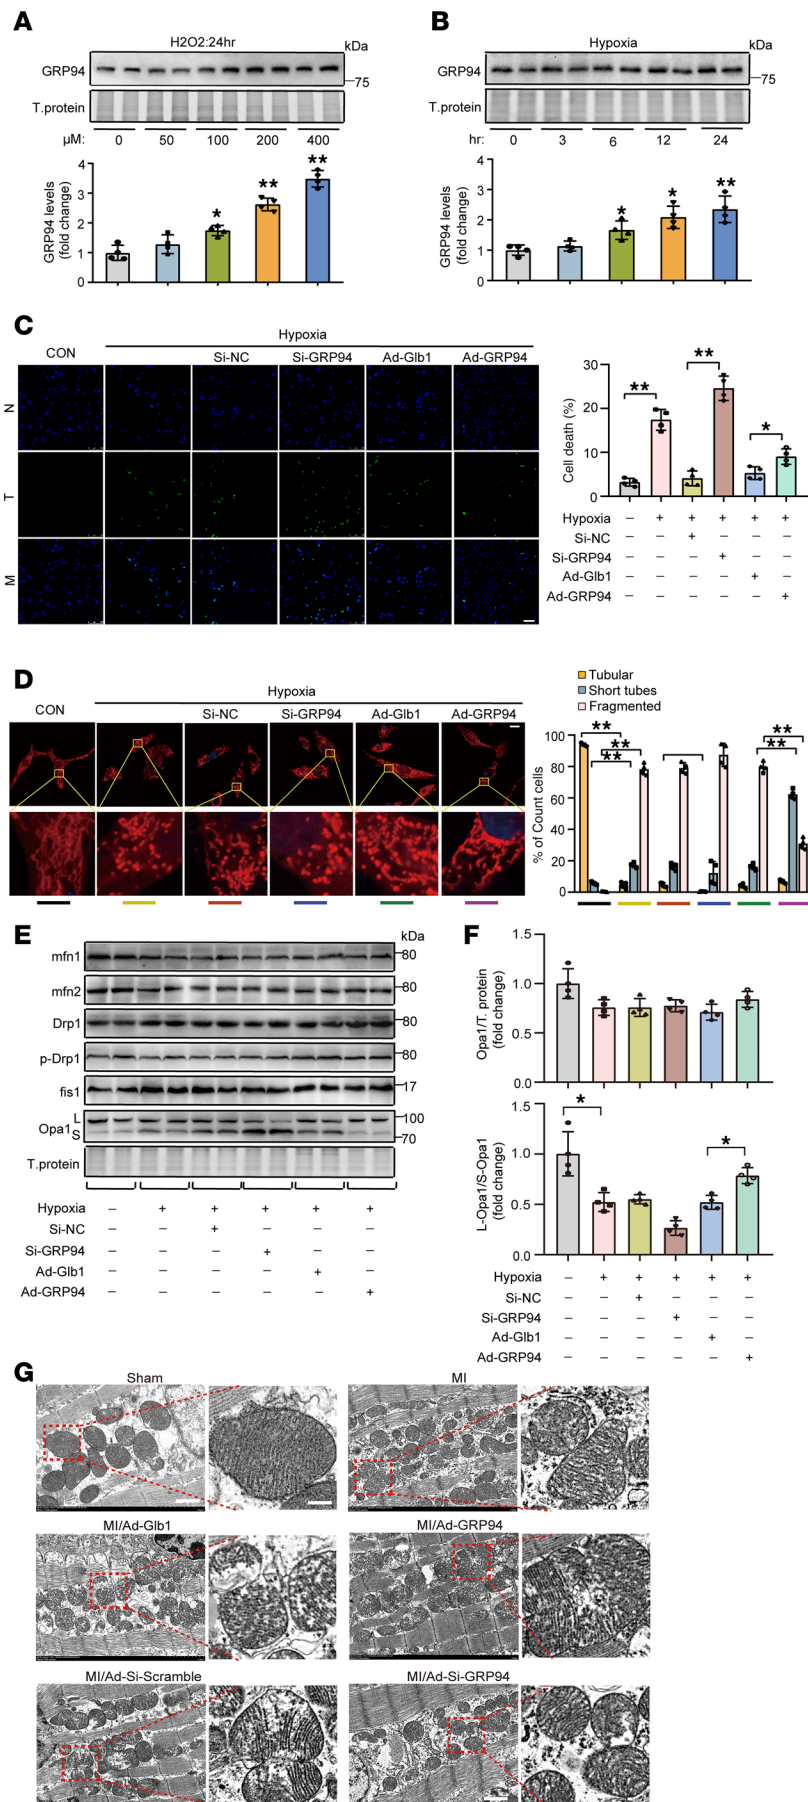 A
H2O2:24hr
kDa
GRP94
75
T.protein
μM: 0 50 100 200 400
GRP94 levels
(fold change)
4
3
2
1
0
* ** **
B
Hypoxia
kDa
GRP94
75
T.protein
hr: 0 3 6 12 24
GRP94 levels
(fold change)
4
3
2
1
0
* * **
C
Hypoxia
CON Si-NC Si-GRP94 Ad-Glb1 Ad-GRP94
N
T
M
Cell death (%)
30
20
10
0
** ** *
Hypoxia − + + + + +
Si-NC − − + − − −
Si-GRP94 − − − + − −
Ad-Glb1 − − − − + −
Ad-GRP94 − − − − − +
D
Hypoxia
CON Si-NC Si-GRP94 Ad-Glb1 Ad-GRP94
Tubular
Short tubes
Fragmented
% of Count cells
100
80
60
40
20
0
** ** ** ** **
E
kDa
mfn1 80
mfn2 80
Drp1 80
p-Drp1 80
fis1 17
Opa1 L 100
S 70
T.protein
Hypoxia − + + + + +
Si-NC − − + − − −
Si-GRP94 − − − + − −
Ad-Glb1 − − − − + −
Ad-GRP94 − − − − − +
F
Opa1/T. protein
(fold change)
1.5
1.0
0.5
0.0
L-Opa1/S-Opa1
(fold change)
1.5
1.0
0.5
0.0
* *
Hypoxia − + + + + +
Si-NC − − + − − −
Si-GRP94 − − − + − −
Ad-Glb1 − − − − + −
Ad-GRP94 − − − − − +
G
Sham
MI
MI/Ad-Glb1
MI/Ad-GRP94
MI/Ad-Si-Scramble
MI/Ad-Si-GRP94